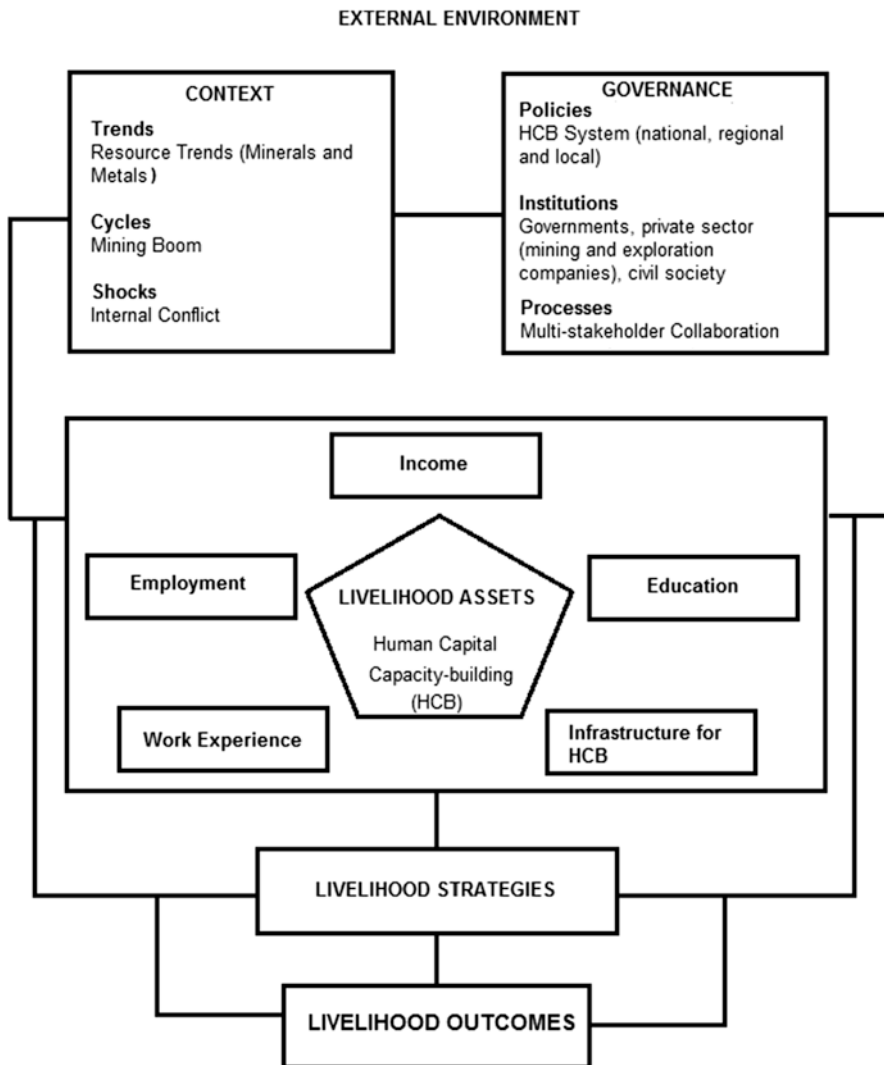 EXTERNAL ENVIRONMENT
CONTEXT
Trends
Resource Trends (Minerals and
Metals)
Cycles
Mining Boom
Shocks
Internal Conflict
GOVERNANCE
Policies
HCB System (national, regional
and local)
Institutions
Governments, private sector
(mining and exploration
companies), civil society
Processes
Multi-stakeholder Collaboration
Income
Employment
LIVELIHOOD ASSETS
Human Capital
Capacity-building
(HCB)
Education
Work Experience
Infrastructure for
HCB
LIVELIHOOD STRATEGIES
LIVELIHOOD OUTCOMES